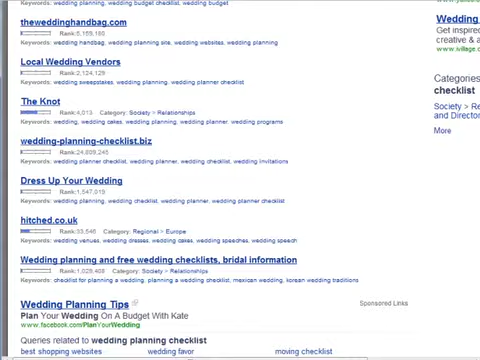 Keywords: wedding planning, wedding budget checklist, wedding budget
theweddinghandbag.com
Rank:5,159,180
Keywords: wedding handbag, wedding planning site, wedding websites, wedding planning
Local Wedding Vendors
Rank:2,124,129
Keywords: wedding sweepstakes, wedding planning, wedding planner checklist
The Knot
Rank:4,013 Category: Society > Relationships
Keywords: wedding, wedding cakes, wedding planning, wedding planner, wedding programs
wedding-planning-checklist.biz
Rank:24,809,245
Keywords: wedding planner checklist, wedding planner, wedding checklist, wedding invitations
Dress Up Your Wedding
Rank:1,547,019
Keywords: wedding planning, wedding checklist, wedding planner, wedding planner checklist
hitched.co.uk
Rank:33,546 Category: Regional > Europe
Keywords: wedding venues, wedding dresses, wedding cakes, wedding speeches, wedding speech
Wedding planning and free wedding checklists, bridal information
Rank:1,029,408 Category: Society > Relationships
Keywords: checklist for planning a wedding, planning a wedding checklist, mexican wedding, korean wedding traditions
Wedding Planning Tips
Sponsored Links
Plan Your Wedding On A Budget With Kate
www.facebook.com/PlanYourWedding
Queries related to wedding planning checklist
best shopping websites wedding favor moving checklist
Wedding
Get inspire
creative & a
www.ivillage.c
Categories
checklist
Society > Re
and Director
More